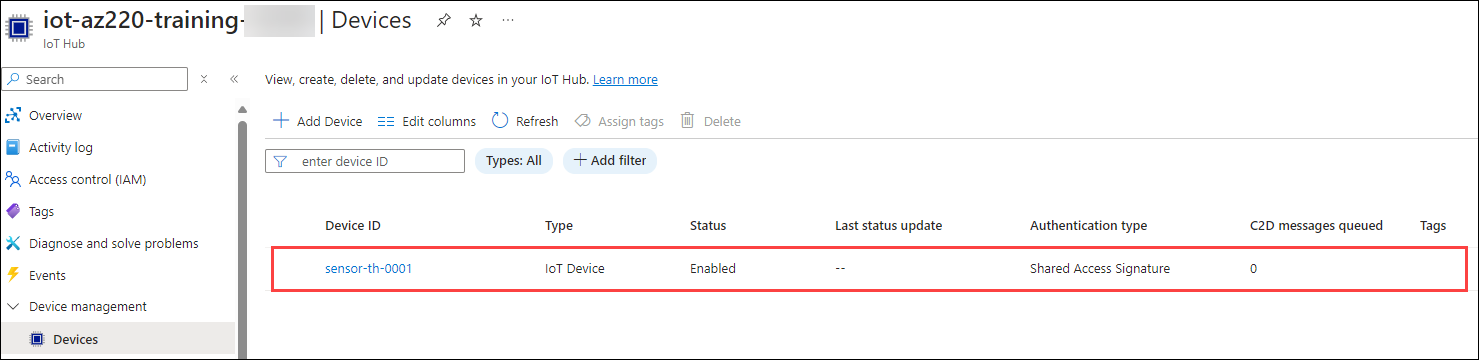 iot-az220-training- | Devices ···
IoT Hub
Search
Overview
Activity log
Access control (IAM)
Tags
Diagnose and solve problems
Events
Device management
Devices
View, create, delete, and update devices in your IoT Hub. Learn more
Add Device Edit columns Refresh Assign tags Delete
enter device ID Types: All Add filter
Device ID Type Status Last status update Authentication type C2D messages queued Tags
sensor-th-0001 IoT Device Enabled -- Shared Access Signature 0